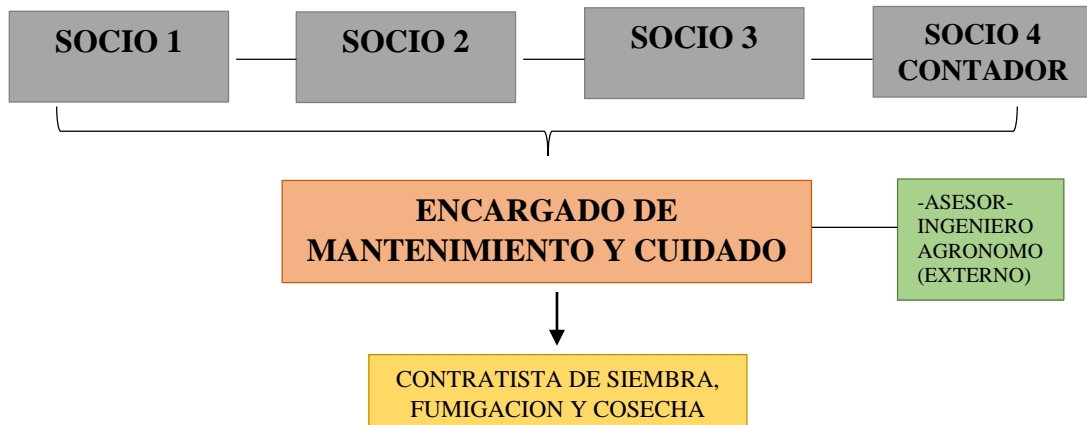 SOCIO 1
SOCIO 2
SOCIO 3
SOCIO 4
CONTADOR
ENCARGADO DE
MANTENIMIENTO Y CUIDADO
-ASESOR-
INGENIERO
AGRONOMO
(EXTERNO)
CONTRATISTA DE SIEMBRA,
FUMIGACION Y COSECHA